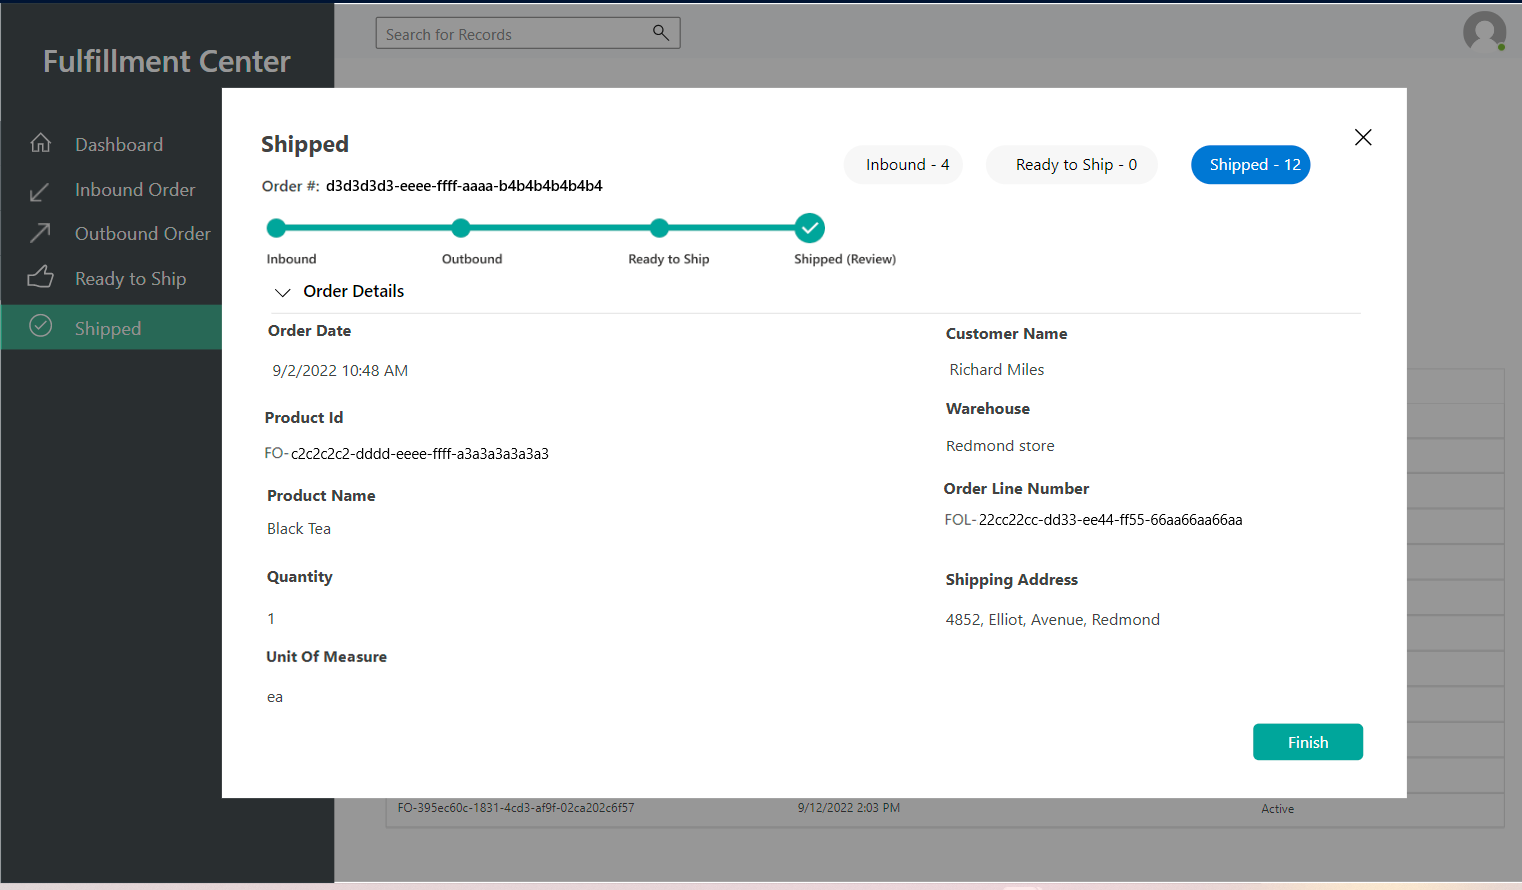 Search for Records
Fulfillment Center
Dashboard
Inbound Order
Outbound Order
Ready to Ship
Shipped
Shipped
Inbound - 4
Ready to Ship - 0
Shipped - 12
Order #: d3d3d3d3-eeee-ffff-aaaa-b4b4b4b4b4b4
Inbound
Outbound
Ready to Ship
Shipped (Review)
Order Details
Order Date
9/2/2022 10:48 AM
Product Id
FO-c2c2c2c2-dddd-eeee-ffff-a3a3a3a3a3a3
Product Name
Black Tea
Quantity
1
Unit Of Measure
ea
Customer Name
Richard Miles
Warehouse
Redmond store
Order Line Number
FOL-22cc22cc-dd33-ee44-ff55-66aa66aa66aa
Shipping Address
4852, Elliot, Avenue, Redmond
Finish
FO-395ec60c-1831-4cd3-af9f-02ca202c6f57
9/12/2022 2:03 PM
Active